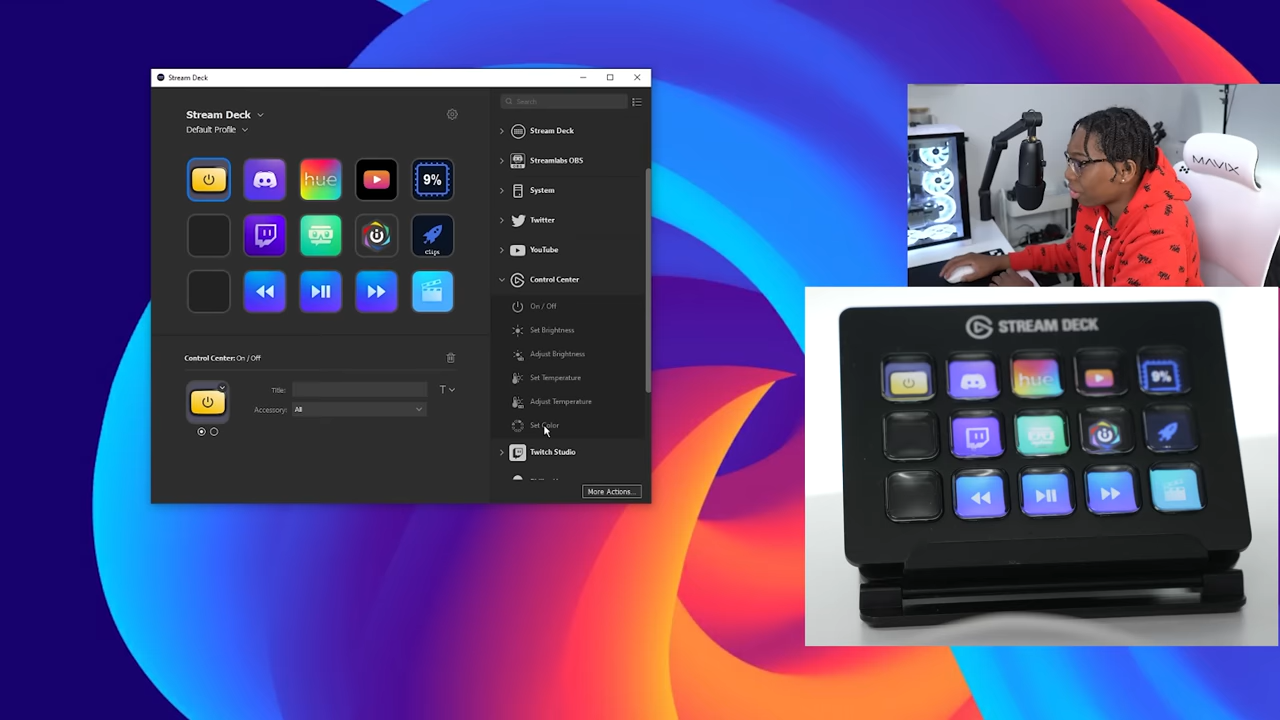 Stream Deck
Stream Deck
Default Profile
hue
9%
clips
Control Center: On / Off
Title:
T
Accessory:
All
Search
Stream Deck
Streamlabs OBS
System
Twitter
YouTube
Control Center
On / Off
Set Brightness
Adjust Brightness
Set Temperature
Adjust Temperature
Set Color
Twitch Studio
More Actions...
MAVIX
STREAM DECK
hue
9%